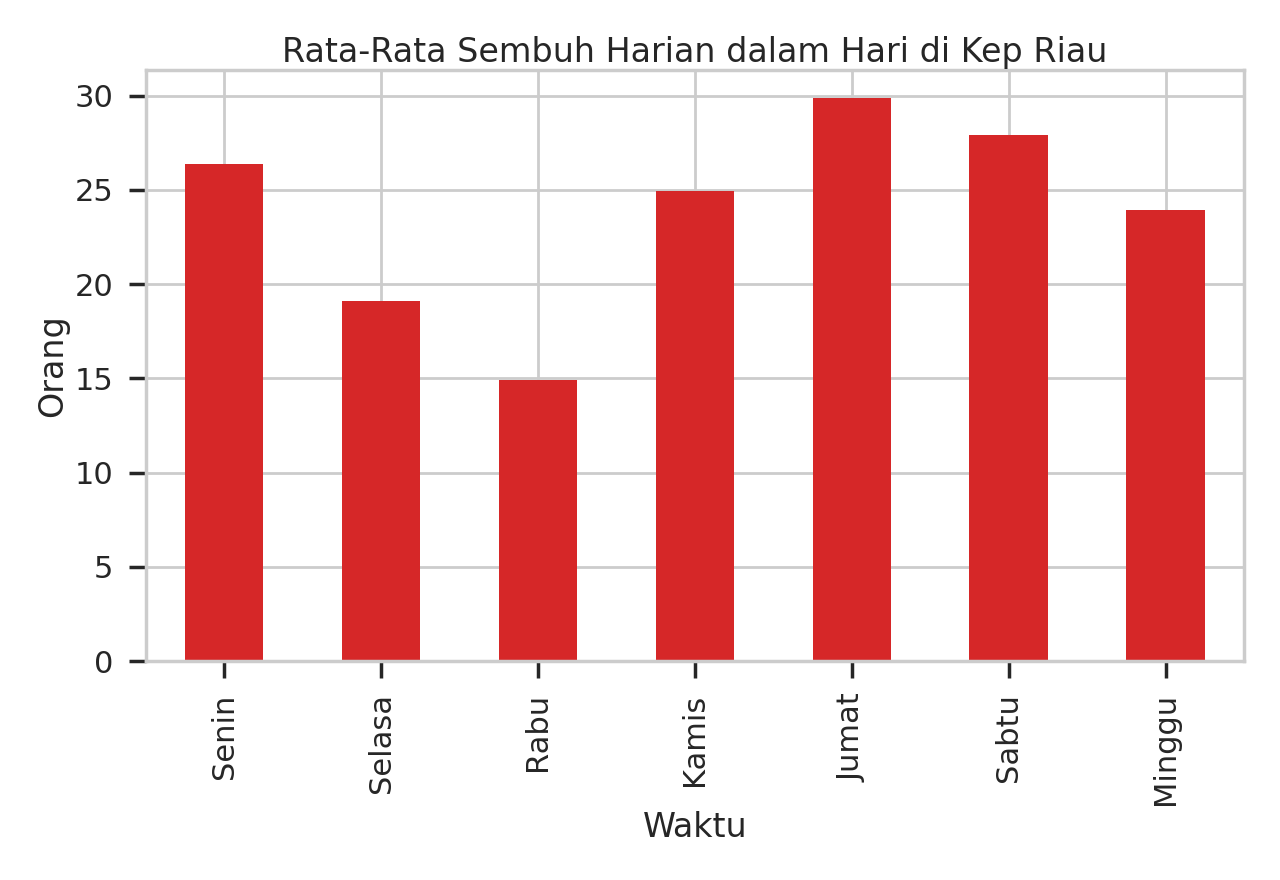 Rata-Rata Sembuh Harian dalam Hari di Kep Riau
30
25
20
15
10
5
0
Orang
Senin
Selasa
Rabu
Kamis
Jumat
Sabtu
Minggu
Waktu